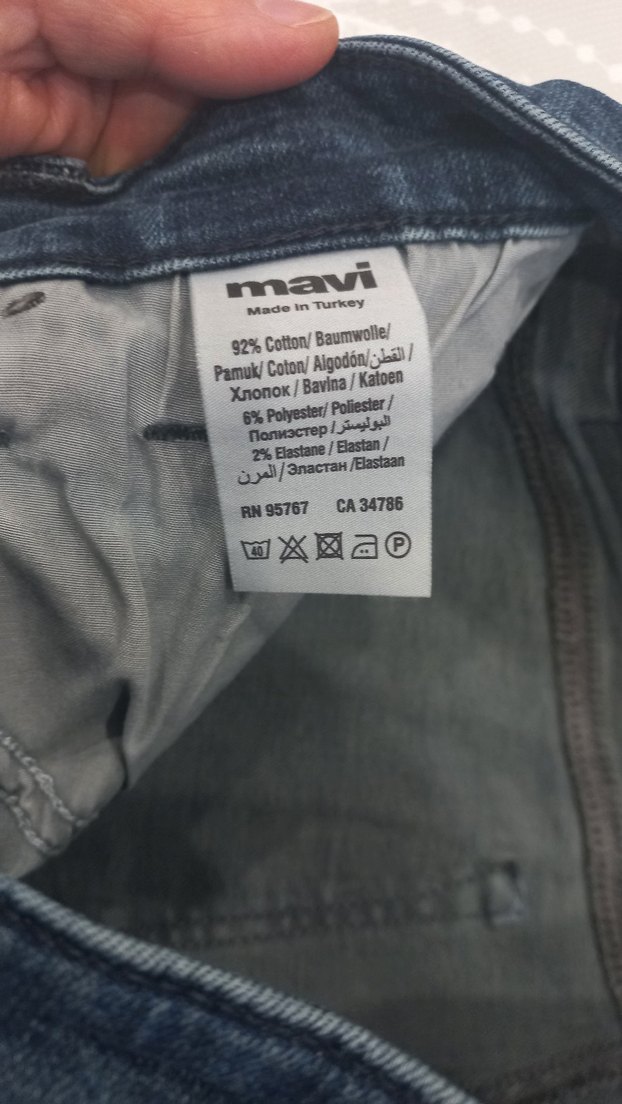 mavi
Made in Turkey
92% Cotton/ Baumwolle/
Pamuk/ Coton/ Algodón/القطن /
Хлопок / Bavlna / Katoen
6% Polyester/ Poliester /
Полиэстер /البوليستر
2% Elastane / Elastan /
المرن / Эластан /Elastaan
RN 95767 CA 34786
40 P